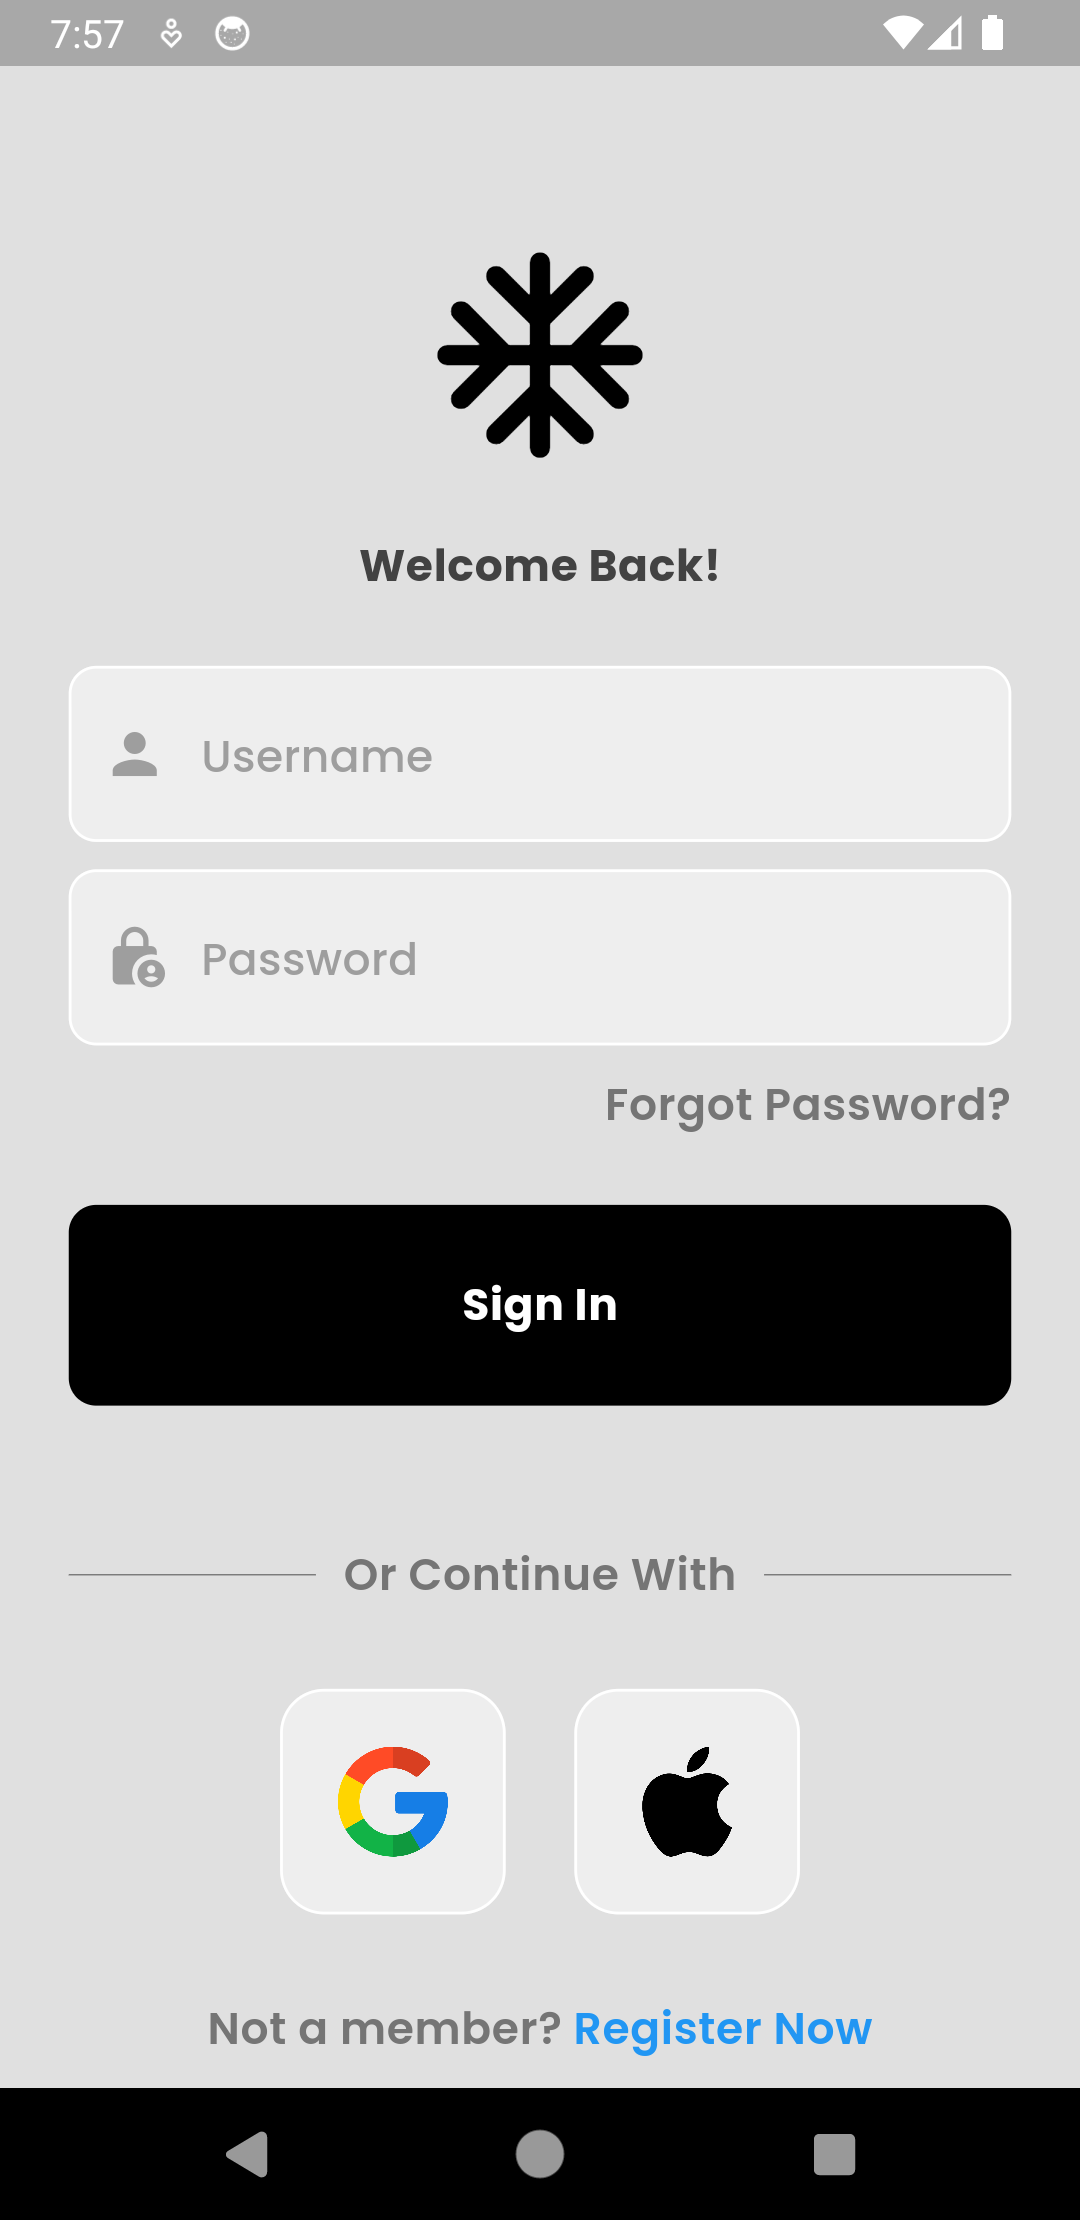 7:57
Welcome Back!
Username
Password
Forgot Password?
Sign In
Or Continue With
Not a member? Register Now